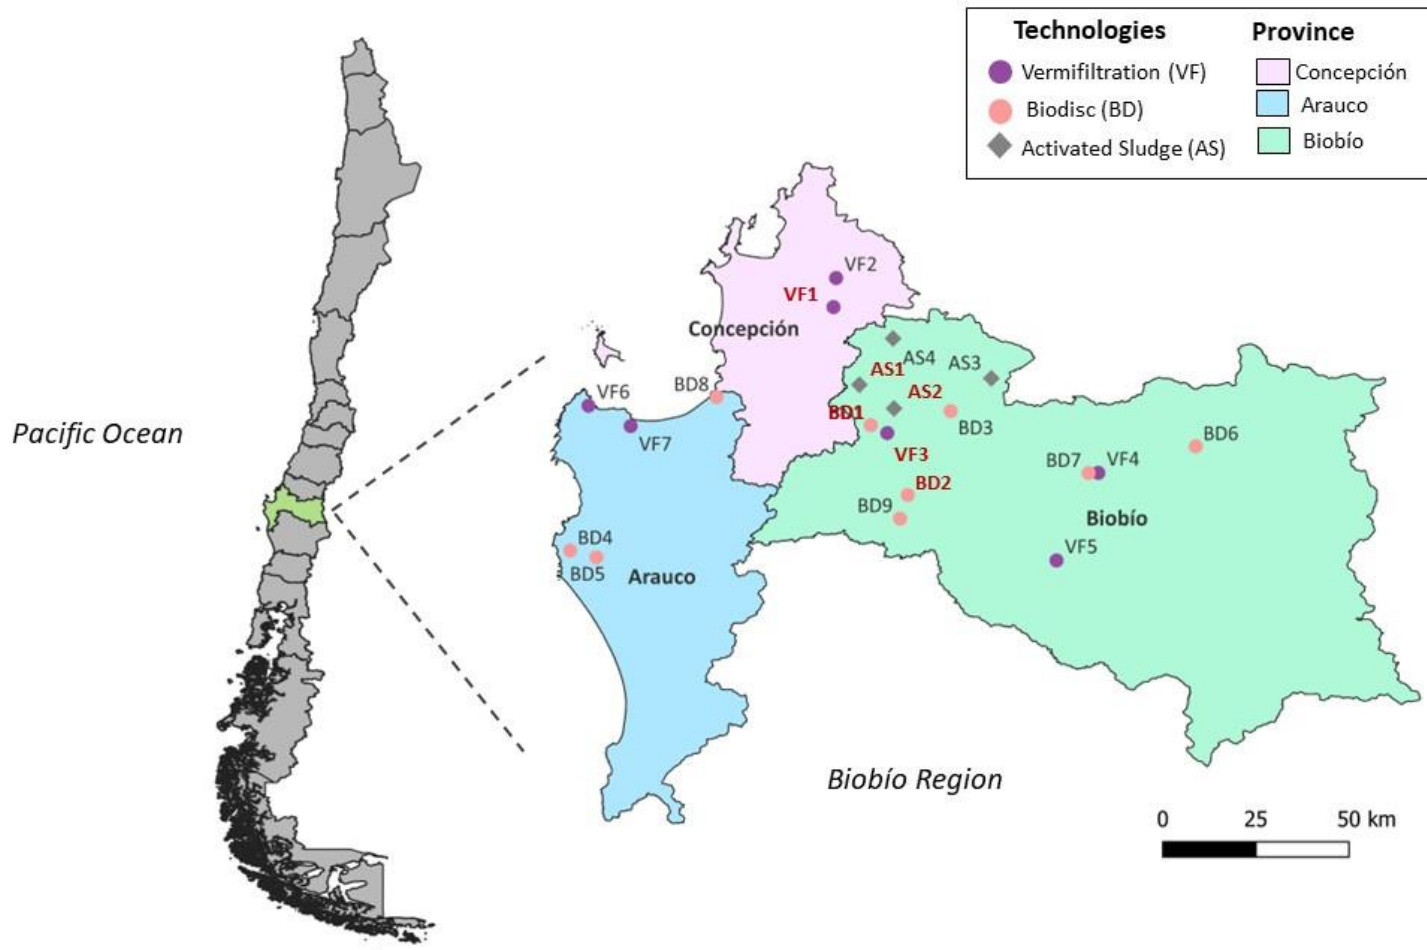 Technologies
Vermifiltration (VF)
Biodisc (BD)
Activated Sludge (AS)
Province
Concepción
Arauco
Biobío
Pacific Ocean
VF2
VF1
Concepción
AS4
AS3
AS1
AS2
BD8
VF6
VF7
BD1
BD3
VF3
BD6
BD7
VF4
BD2
BD9
Biobío
VF5
BD4
BD5
Arauco
Biobío Region
0 25 50 km